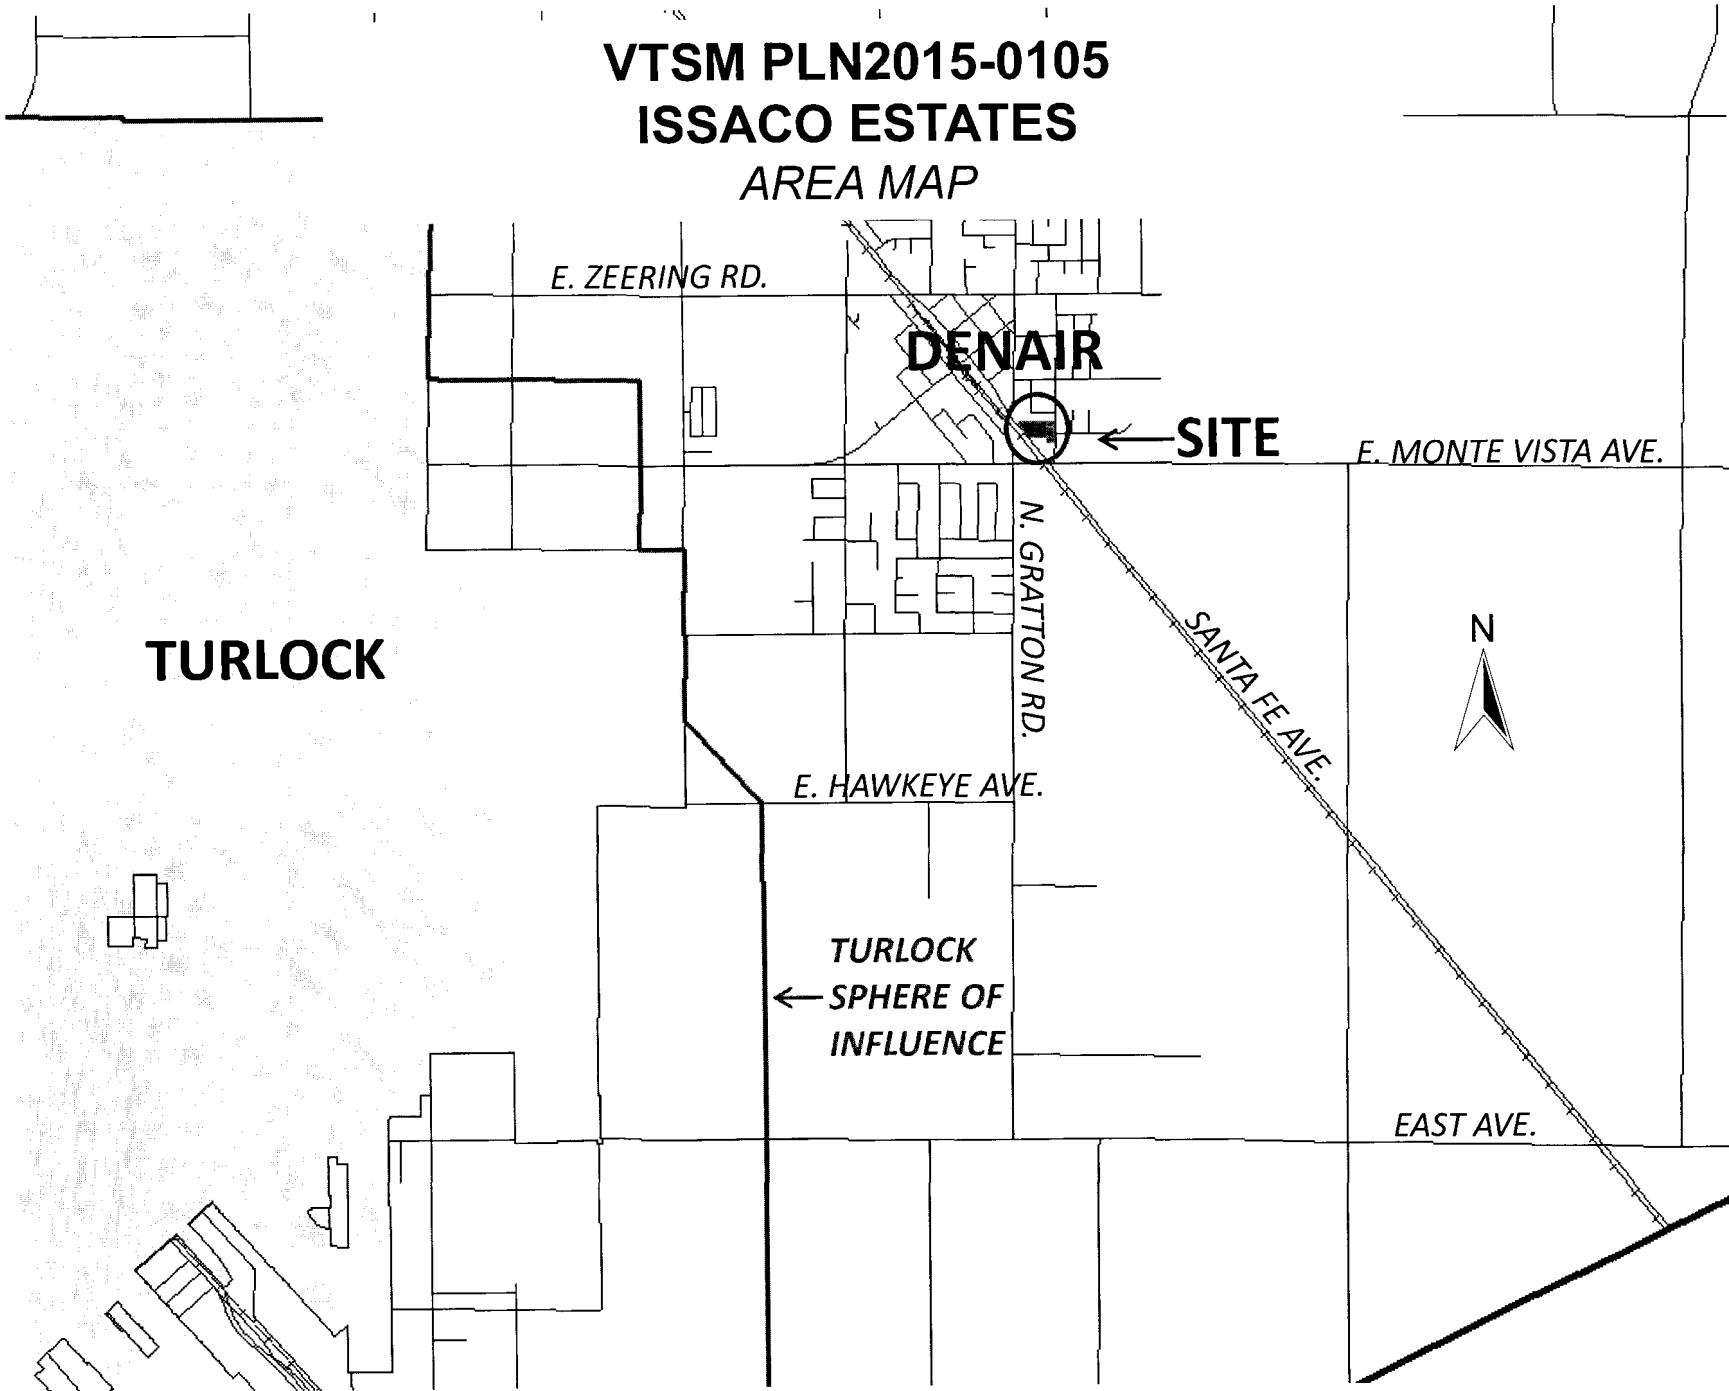 VTSM PLN2015-0105
ISSACO ESTATES
AREA MAP
E. ZEERING RD.
DENAIR
SITE
E. MONTE VISTA AVE.
N. GRATTON RD.
SANTA FE AVE.
N
TURLOCK
E. HAWKEYE AVE.
TURLOCK
SPHERE OF
INFLUENCE
EAST AVE.